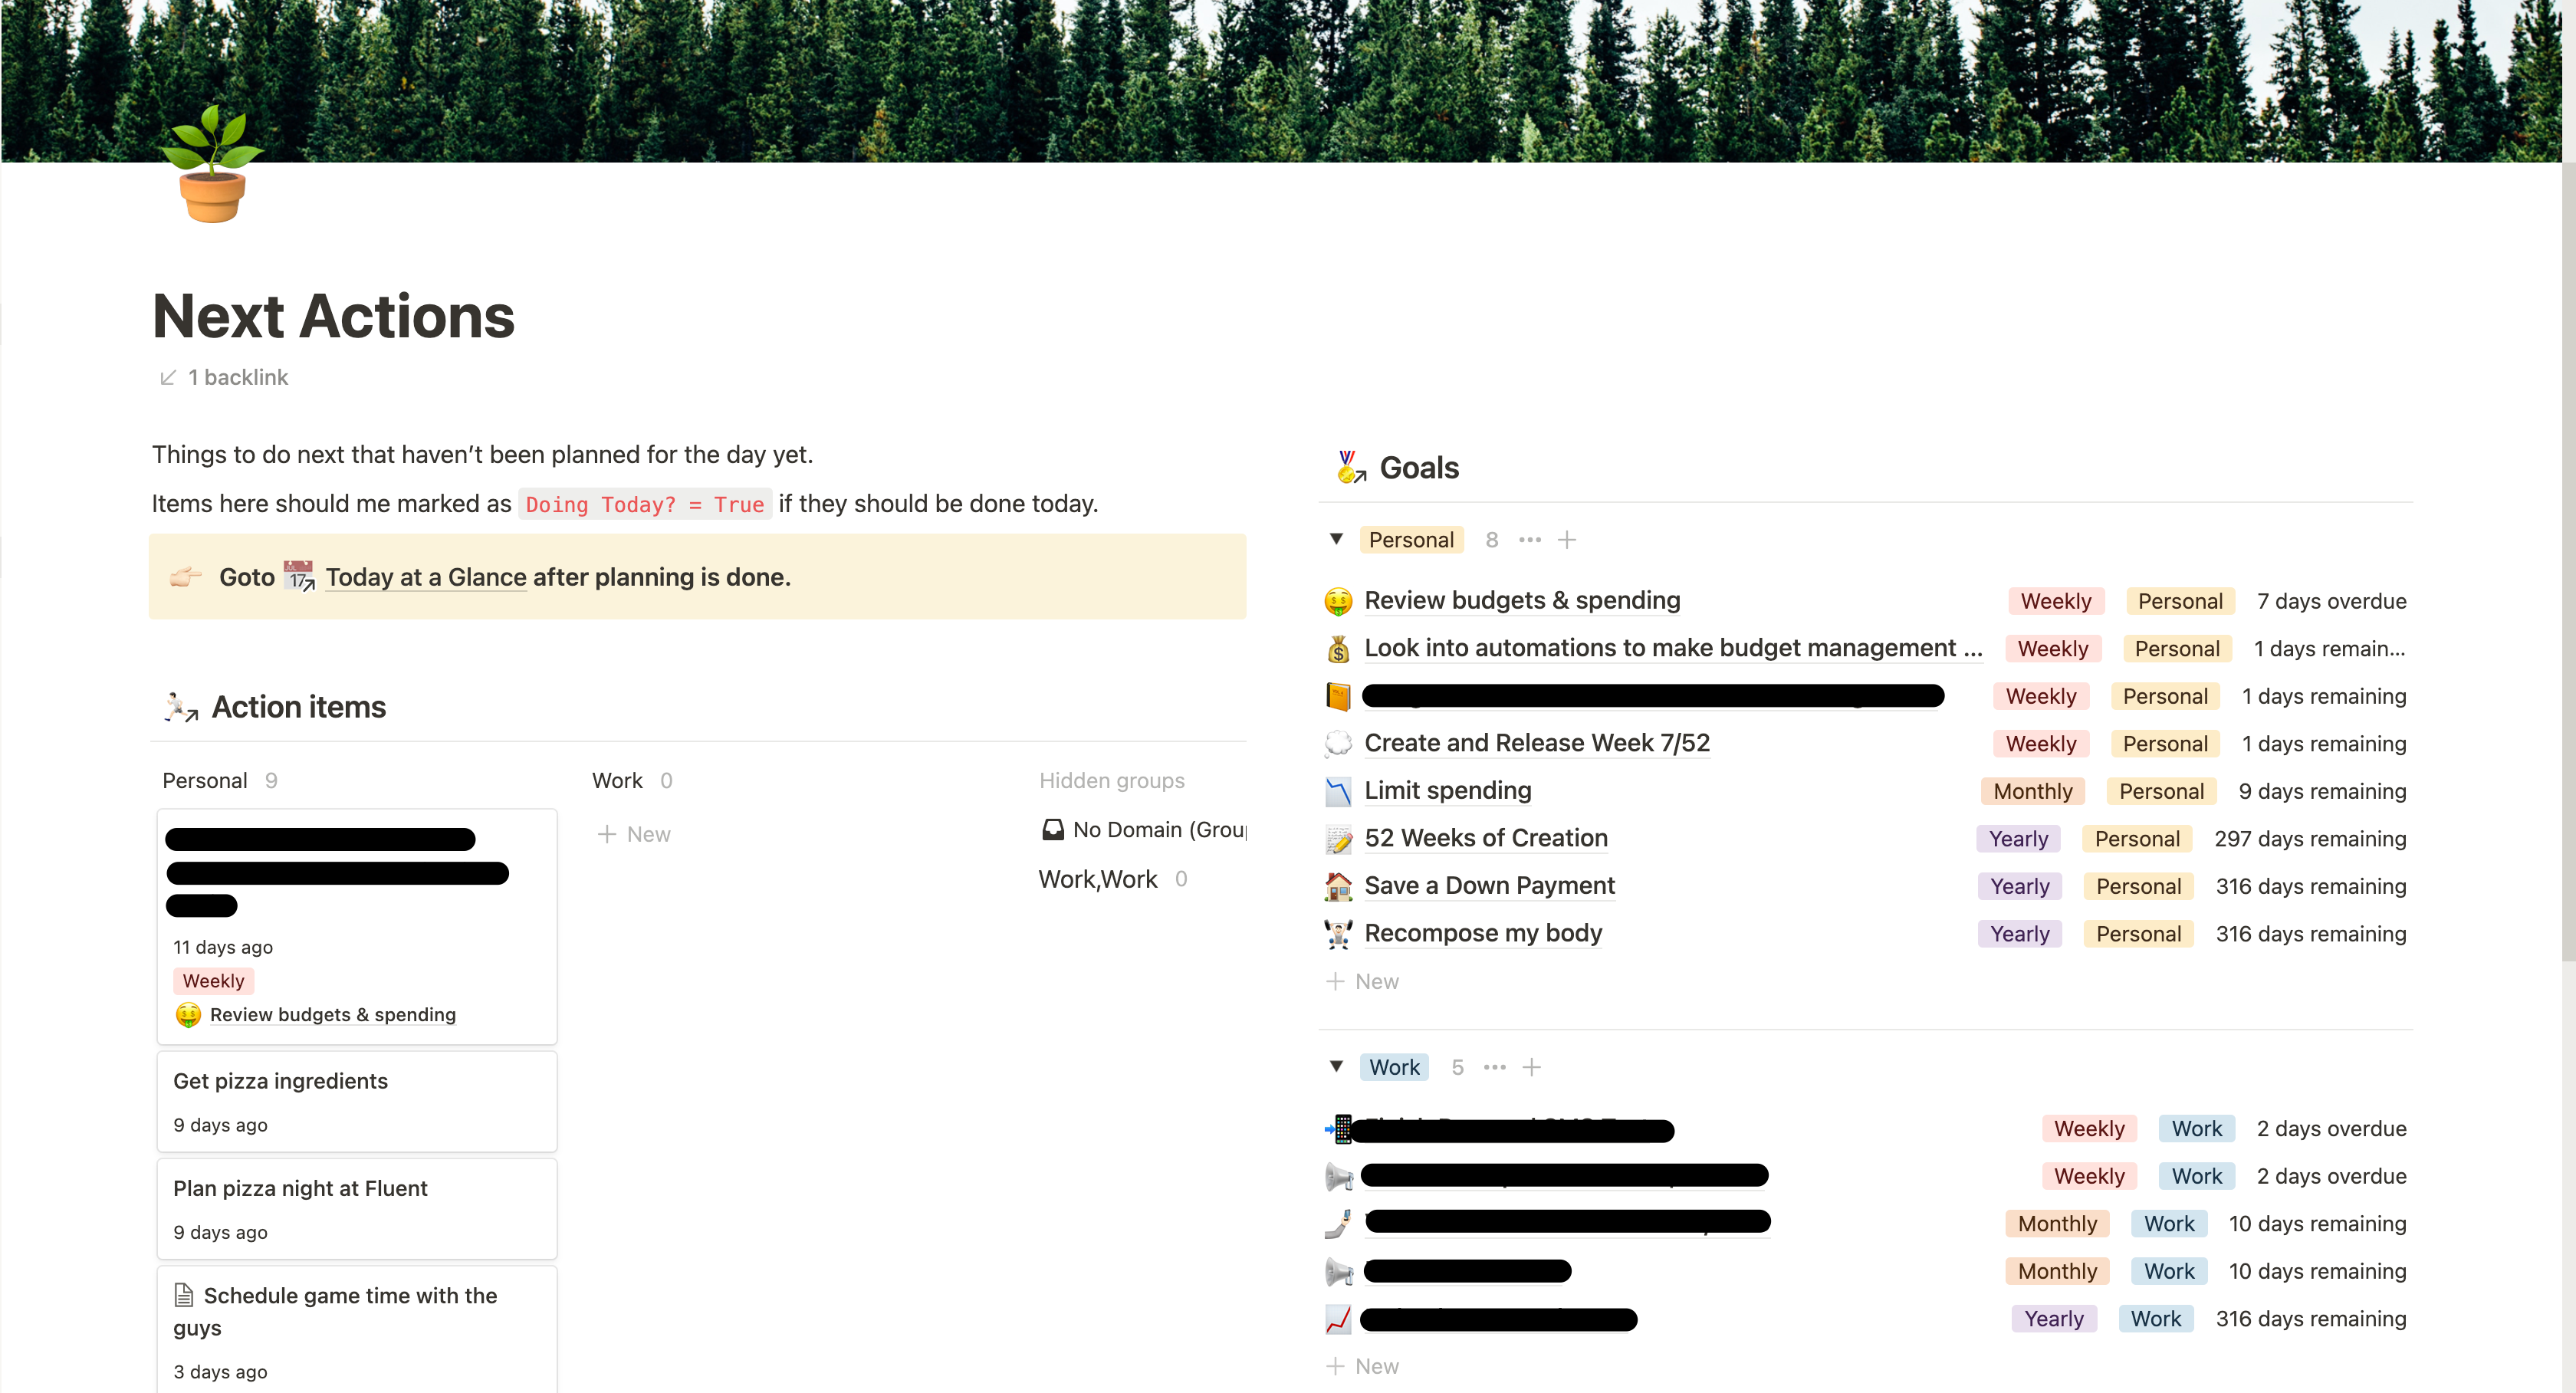 Next Actions
1 backlink
Things to do next that haven’t been planned for the day yet.
Items here should me marked as Doing Today? = True if they should be done today.
Goto Today at a Glance after planning is done.
Action items
Personal 9
11 days ago
Weekly
Review budgets & spending
Get pizza ingredients
9 days ago
Plan pizza night at Fluent
9 days ago
Schedule game time with the
guys
3 days ago
Work 0
New
Hidden groups
No Domain (Grou
Work,Work 0
Goals
Personal 8
Review budgets & spending Weekly Personal 7 days overdue
Look into automations to make budget management ... Weekly Personal 1 days remain...
Weekly Personal 1 days remaining
Create and Release Week 7/52 Weekly Personal 1 days remaining
Limit spending Monthly Personal 9 days remaining
52 Weeks of Creation Yearly Personal 297 days remaining
Save a Down Payment Yearly Personal 316 days remaining
Recompose my body Yearly Personal 316 days remaining
New
Work 5
Weekly Work 2 days overdue
Weekly Work 2 days overdue
Monthly Work 10 days remaining
Monthly Work 10 days remaining
Yearly Work 316 days remaining
New